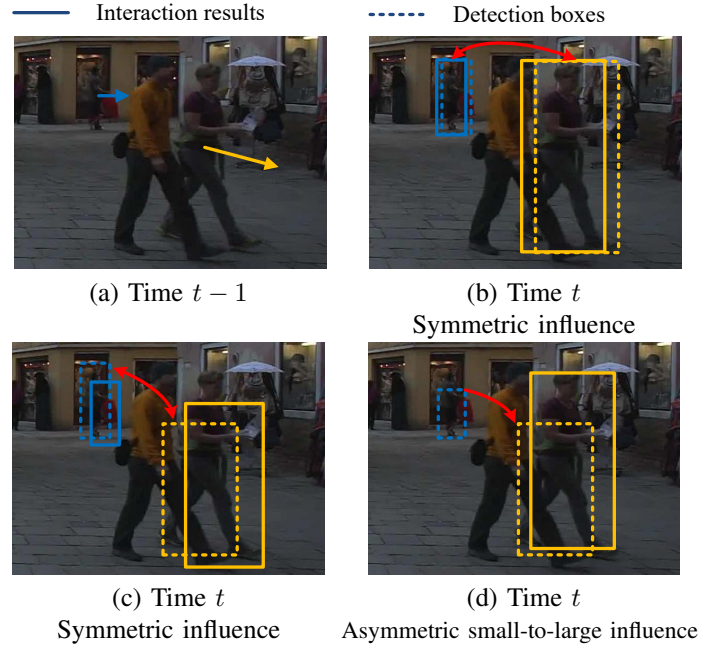 Interaction results
Detection boxes
(a) Time t − 1
(b) Time t
Symmetric influence
(c) Time t
Symmetric influence
(d) Time t
Asymmetric small-to-large influence